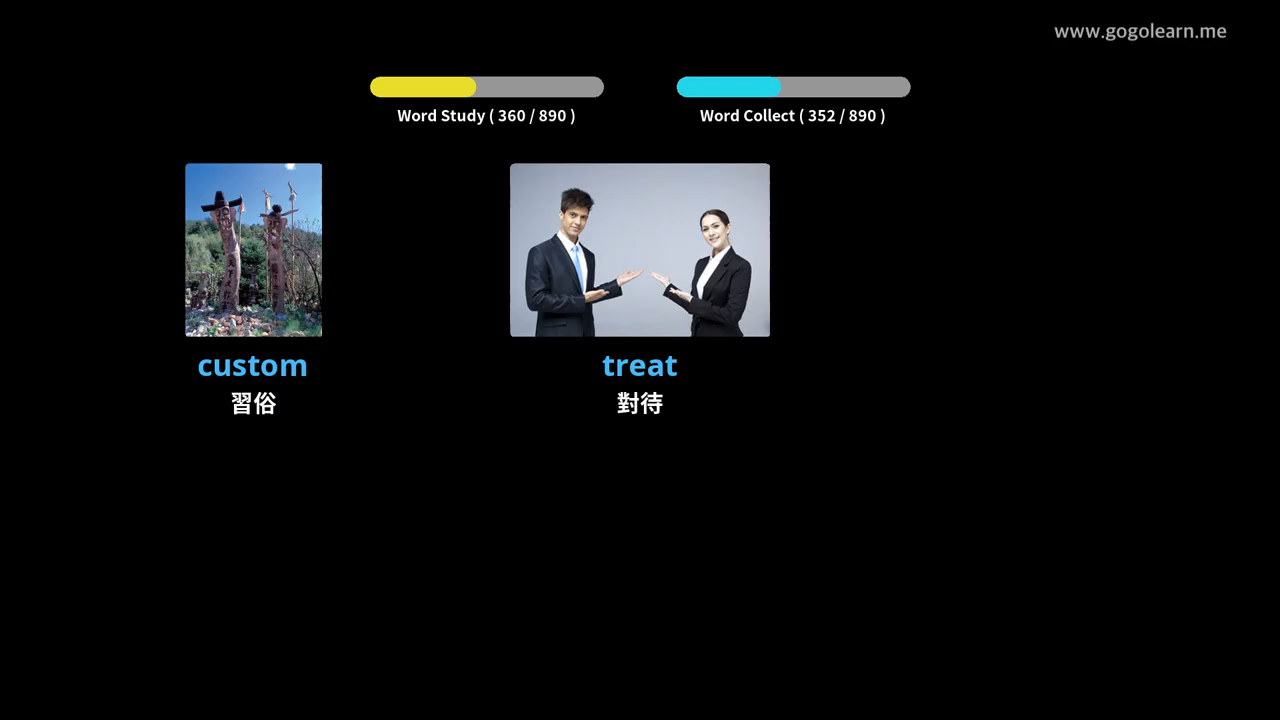 www.gogolearn.me
Word Study ( 360 / 890 )
Word Collect ( 352 / 890 )
custom
習俗
treat
對待